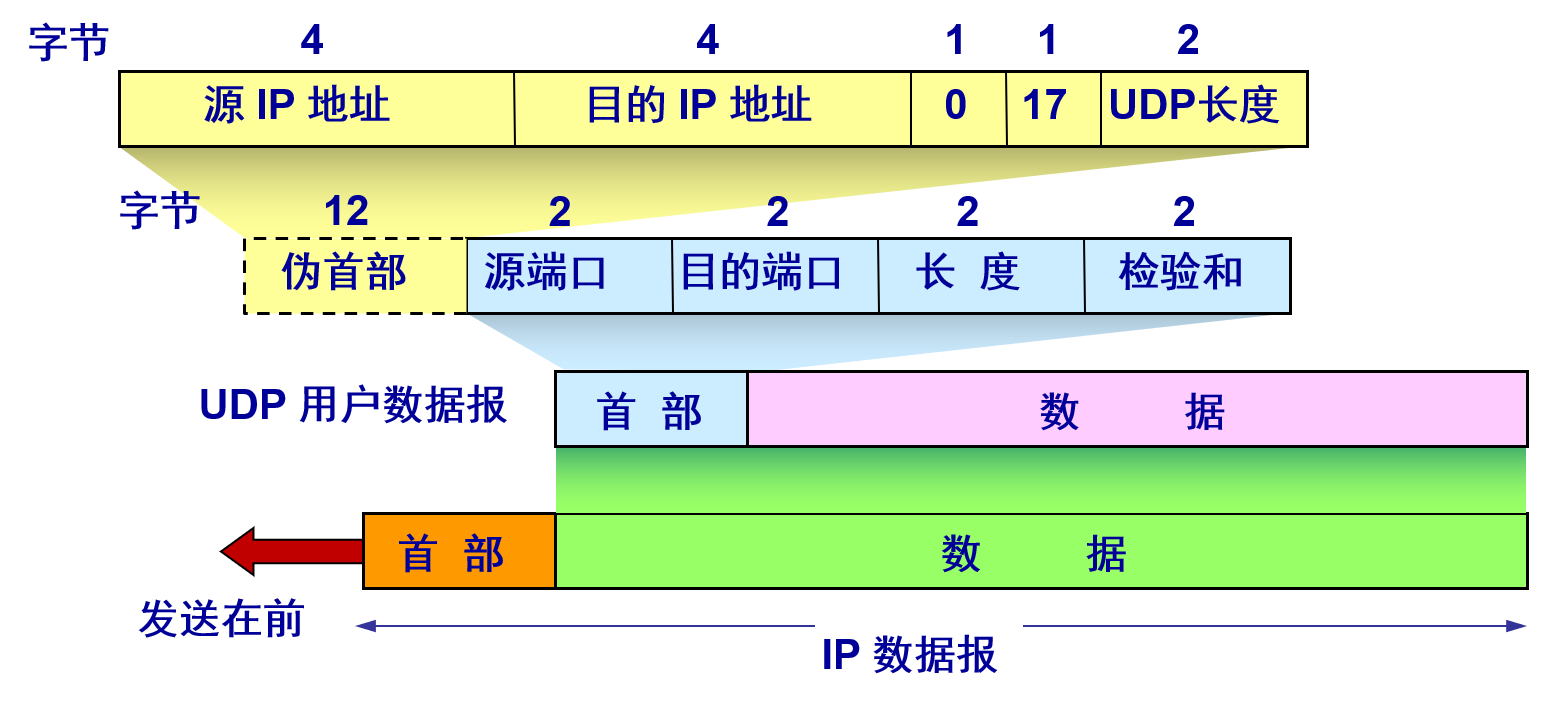 字节 4 4 1 1 2
源 IP 地址 目的 IP 地址 0 17 UDP长度
字节 12 2 2 2 2
伪首部 源端口 目的端口 长 度 检验和
UDP 用户数据报 首 部 数 据
首 部 数 据
发送在前
IP 数据报